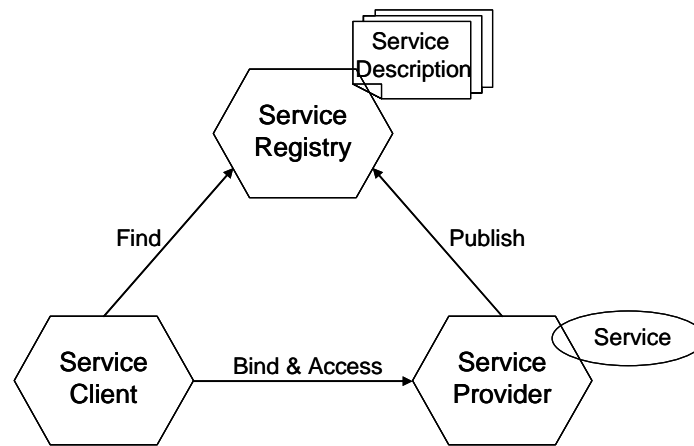 Service
Description
Service
Registry
Find
Publish
Service
Client
Bind & Access
Service
Provider
Service